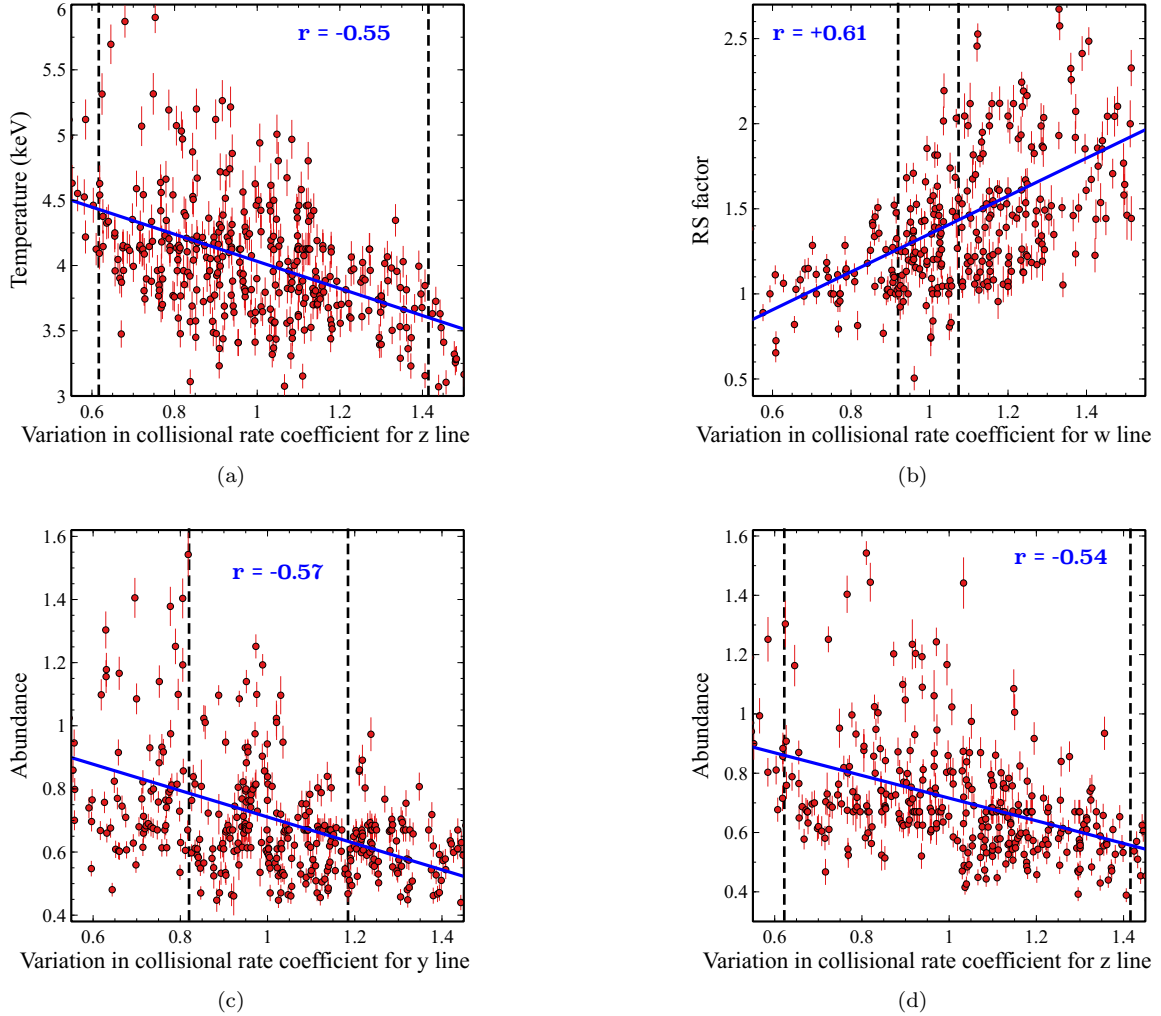 r = -0.55
6
5.5
5
4.5
4
3.5
3
Temperature (keV)
0.6
0.8
1
1.2
1.4
Variation in collisional rate coefficient for z line
(a)
r = +0.61
2.5
2
1.5
1
0.5
RS factor
0.6
0.8
1
1.2
1.4
Variation in collisional rate coefficient for w line
(b)
r = -0.57
1.6
1.4
1.2
1
0.8
0.6
0.4
Abundance
0.6
0.8
1
1.2
1.4
Variation in collisional rate coefficient for y line
(c)
r = -0.54
1.6
1.4
1.2
1
0.8
0.6
0.4
Abundance
0.6
0.8
1
1.2
1.4
Variation in collisional rate coefficient for z line
(d)